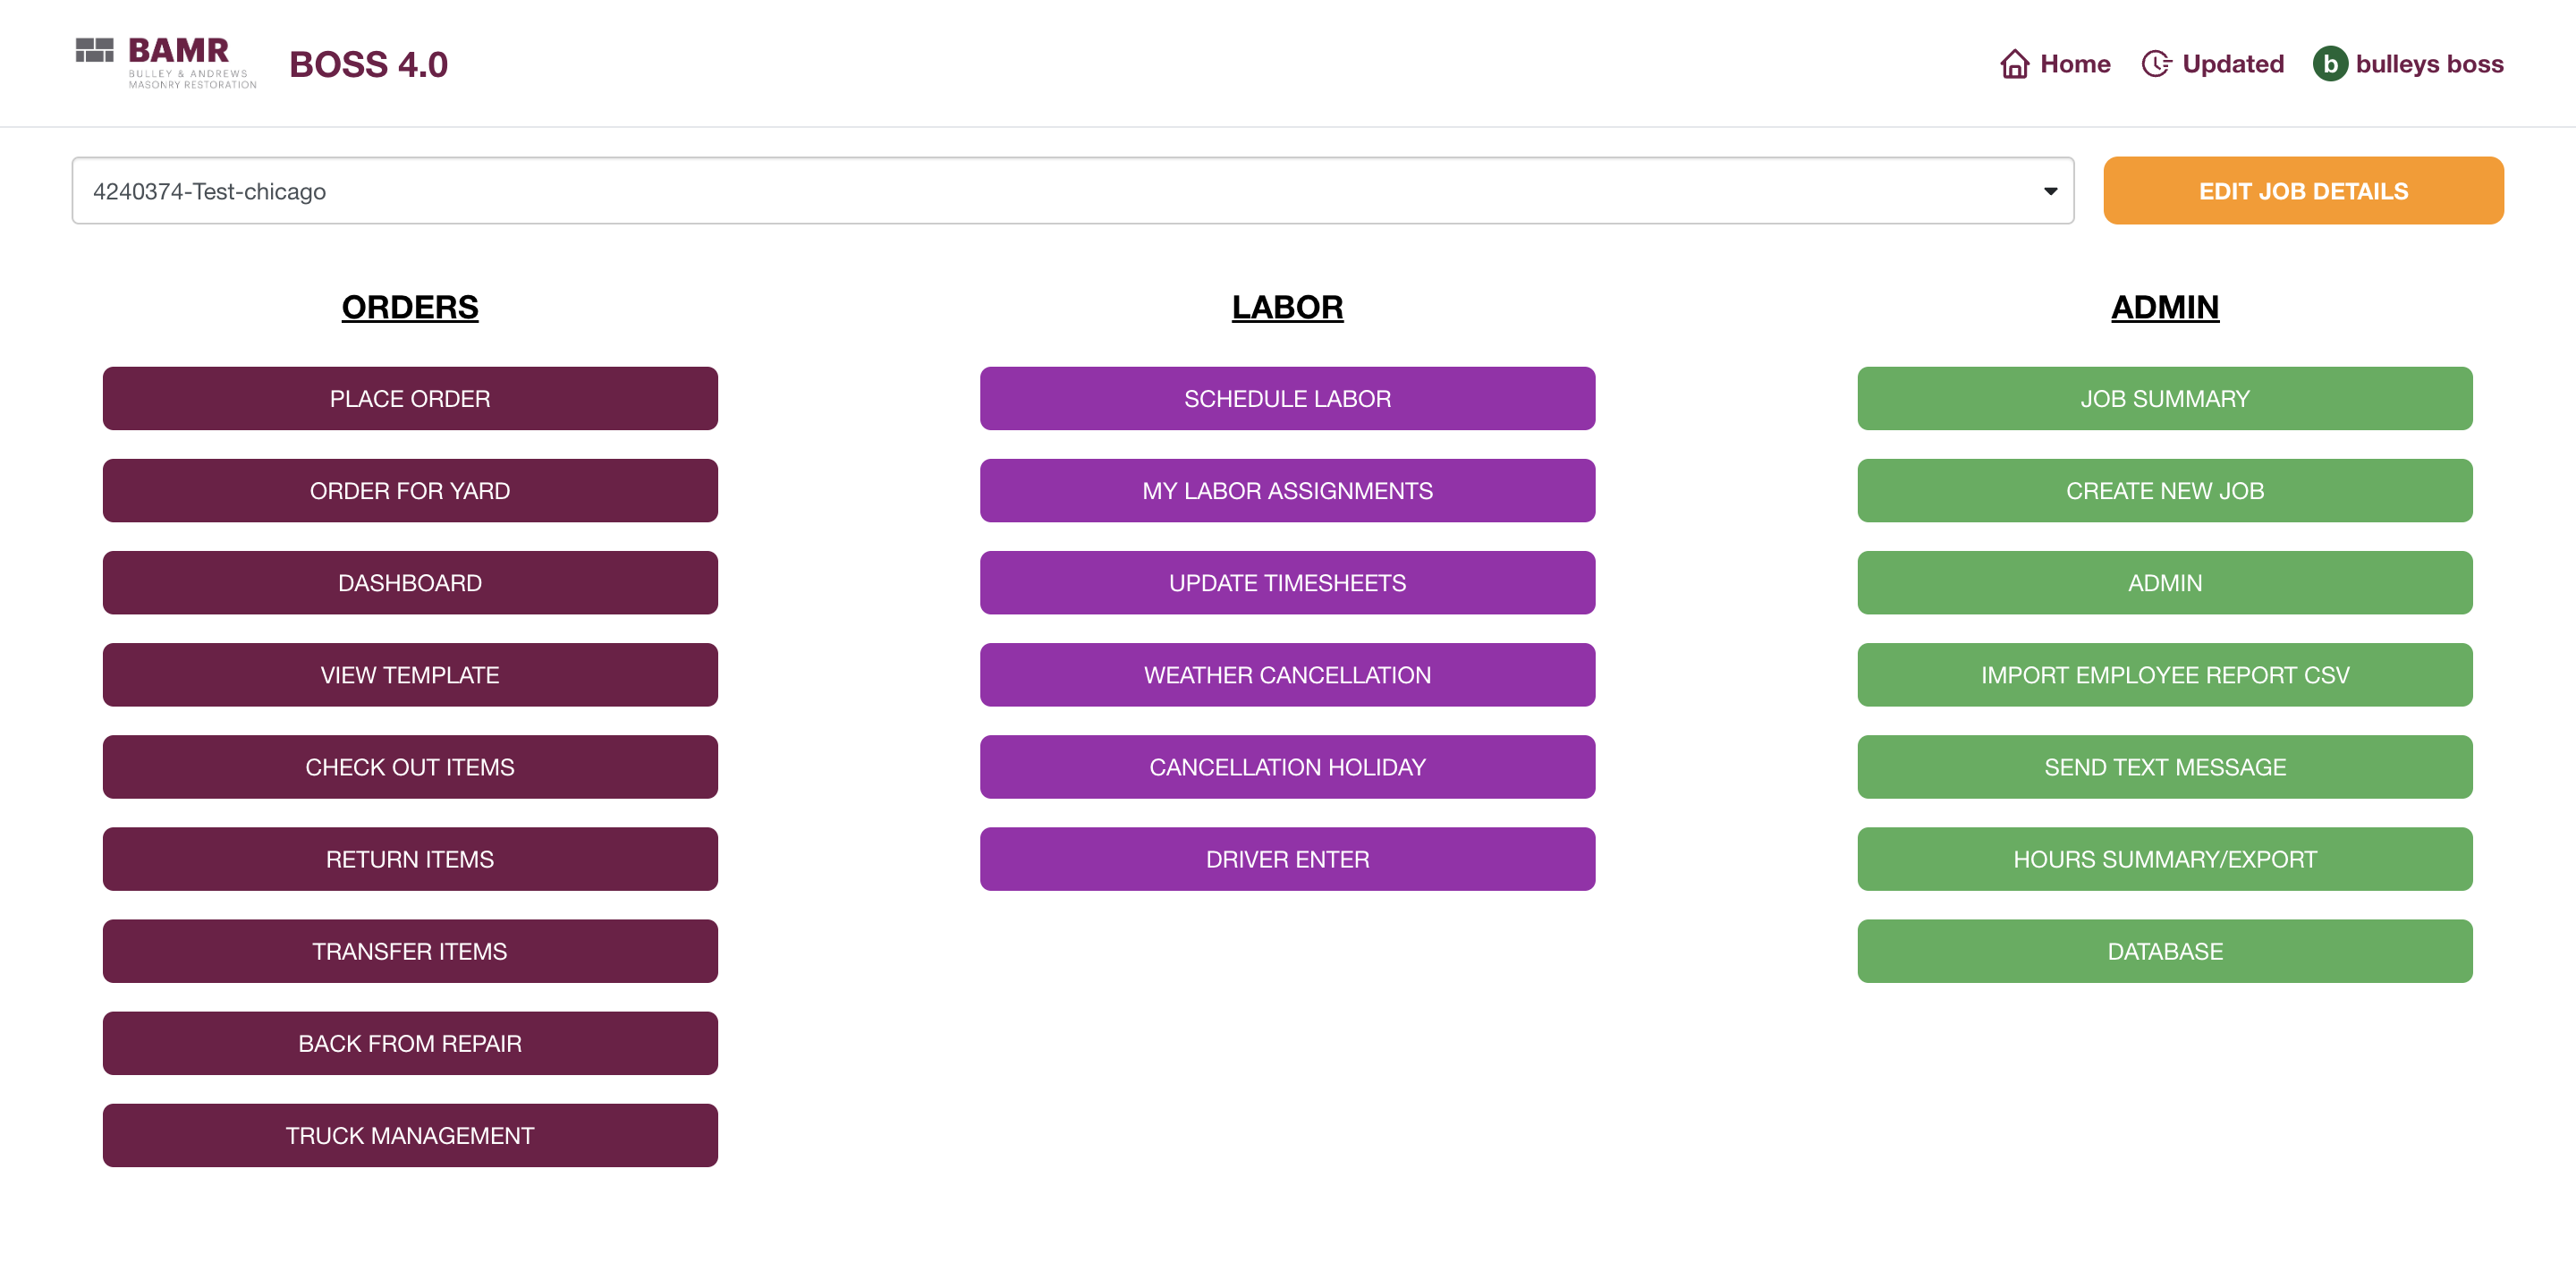 BAMR
BULLEY & ANDREWS
MASONRY RESTORATION
BOSS 4.0
Home
Updated
b
bulleys boss
4240374-Test-chicago
EDIT JOB DETAILS
ORDERS
PLACE ORDER
ORDER FOR YARD
DASHBOARD
VIEW TEMPLATE
CHECK OUT ITEMS
RETURN ITEMS
TRANSFER ITEMS
BACK FROM REPAIR
TRUCK MANAGEMENT
LABOR
SCHEDULE LABOR
MY LABOR ASSIGNMENTS
UPDATE TIMESHEETS
WEATHER CANCELLATION
CANCELLATION HOLIDAY
DRIVER ENTER
ADMIN
JOB SUMMARY
CREATE NEW JOB
ADMIN
IMPORT EMPLOYEE REPORT CSV
SEND TEXT MESSAGE
HOURS SUMMARY/EXPORT
DATABASE